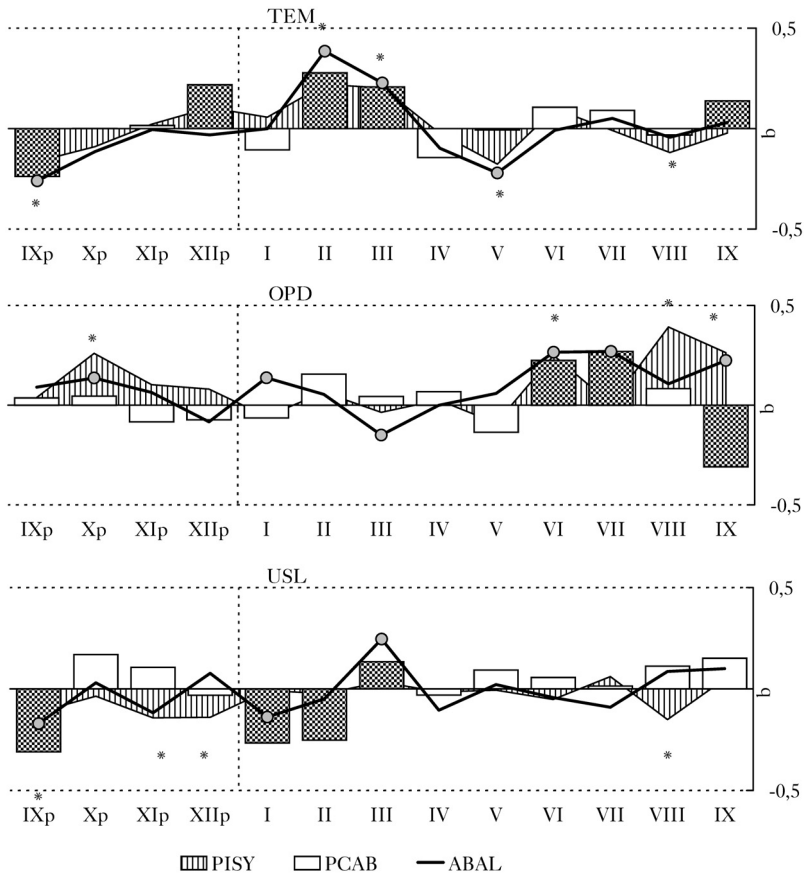 TEM
0,5
b
-0,5
IXp Xp XIp XIIp I II III IV V VI VII VIII IX
OPD
0,5
b
-0,5
IXp Xp XIp XIIp I II III IV V VI VII VIII IX
USL
0,5
b
-0,5
IXp Xp XIp XIIp I II III IV V VI VII VIII IX
PISY PCAB ABAL